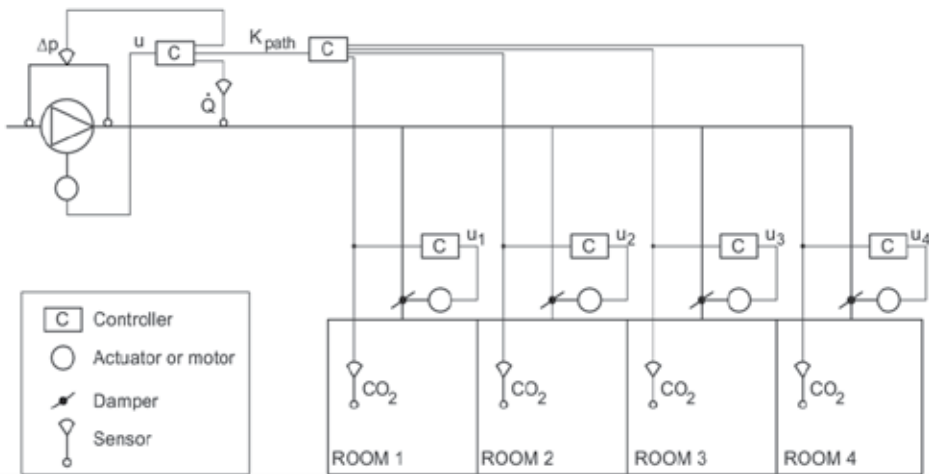 Δp
u
C
K path
C
Q̇
C
u1
C
u2
C
u3
C
u4
C
Controller
Actuator or motor
Damper
Sensor
CO2
CO2
CO2
CO2
ROOM 1
ROOM 2
ROOM 3
ROOM 4